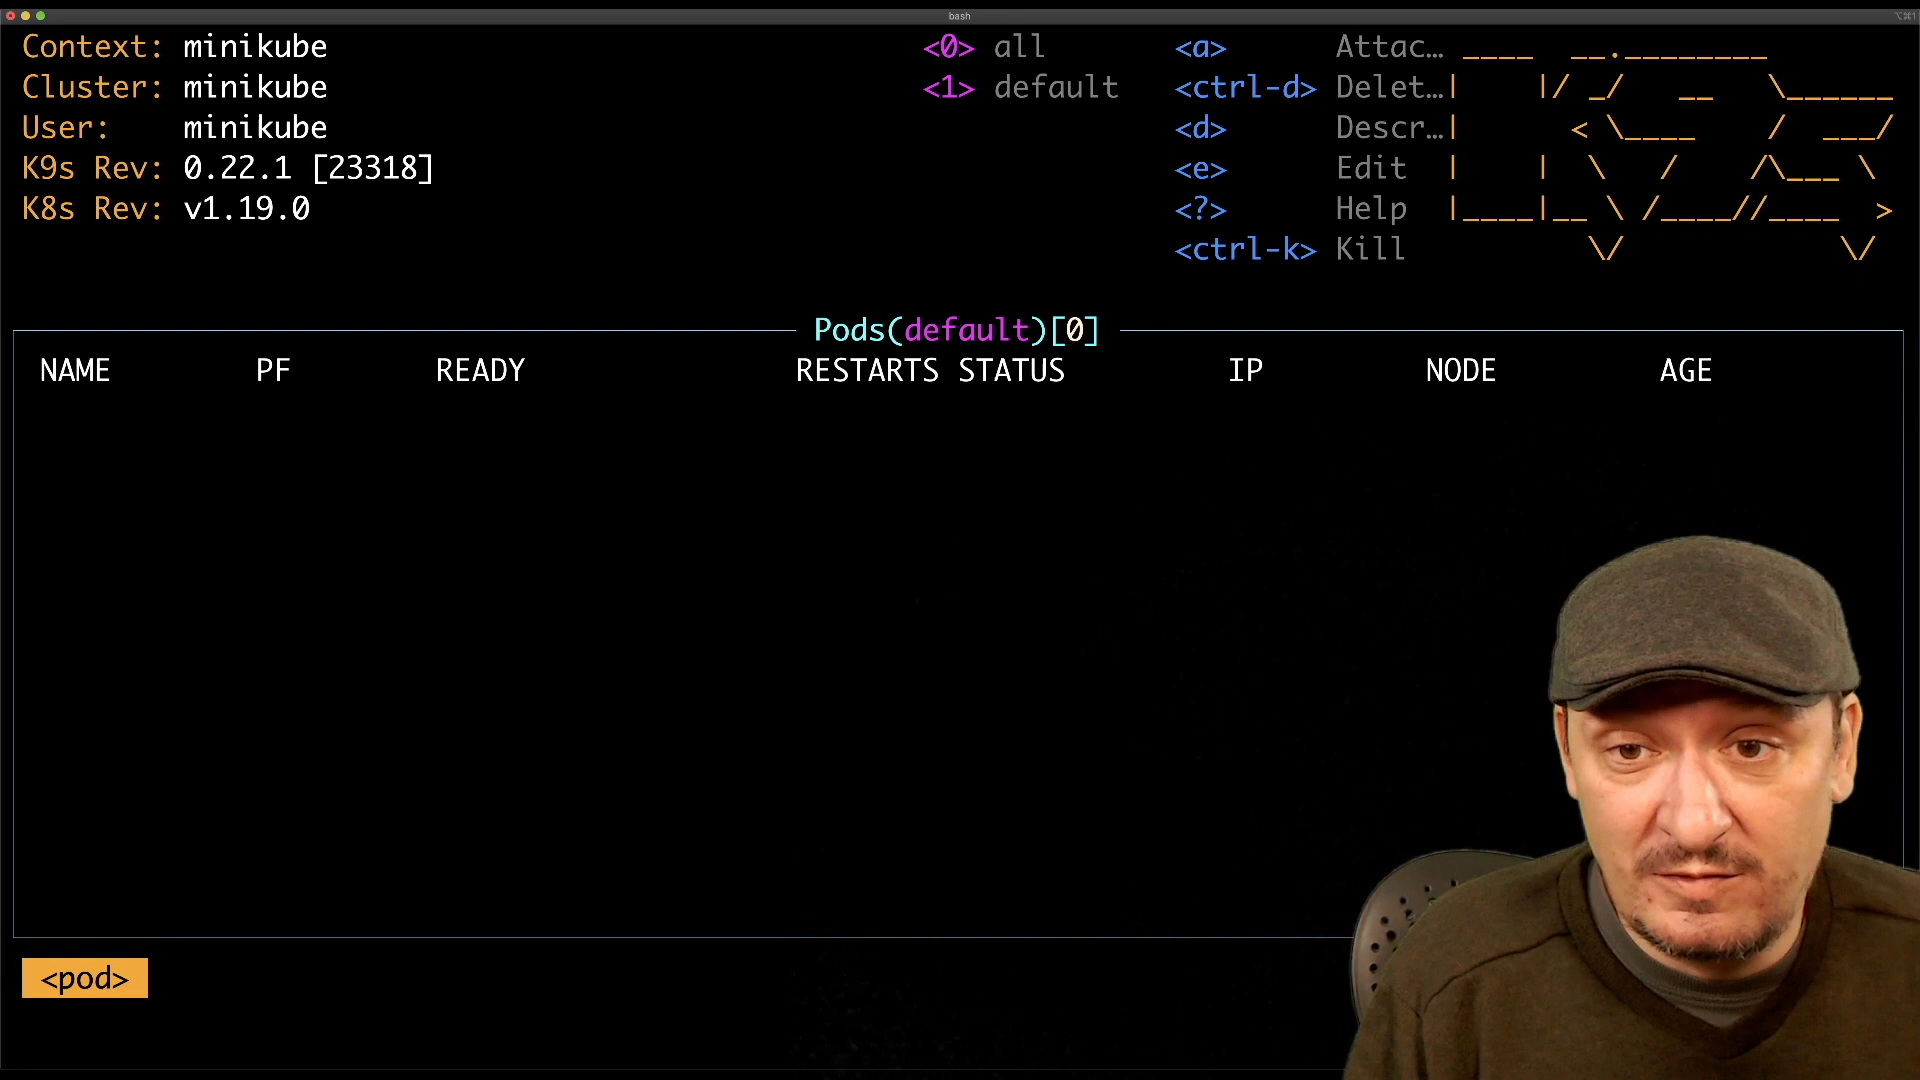 bash
⌥⌘1
Context: minikube
Cluster: minikube
User: minikube
K9s Rev: 0.22.1 [23318]
K8s Rev: v1.19.0
<0> all
<1> default
<a> Attac…
<ctrl-d> Delet…
<d> Descr…
<e> Edit
<?> Help
<ctrl-k> Kill
Pods(default)[0]
NAME PF READY RESTARTS STATUS IP NODE AGE
<pod>